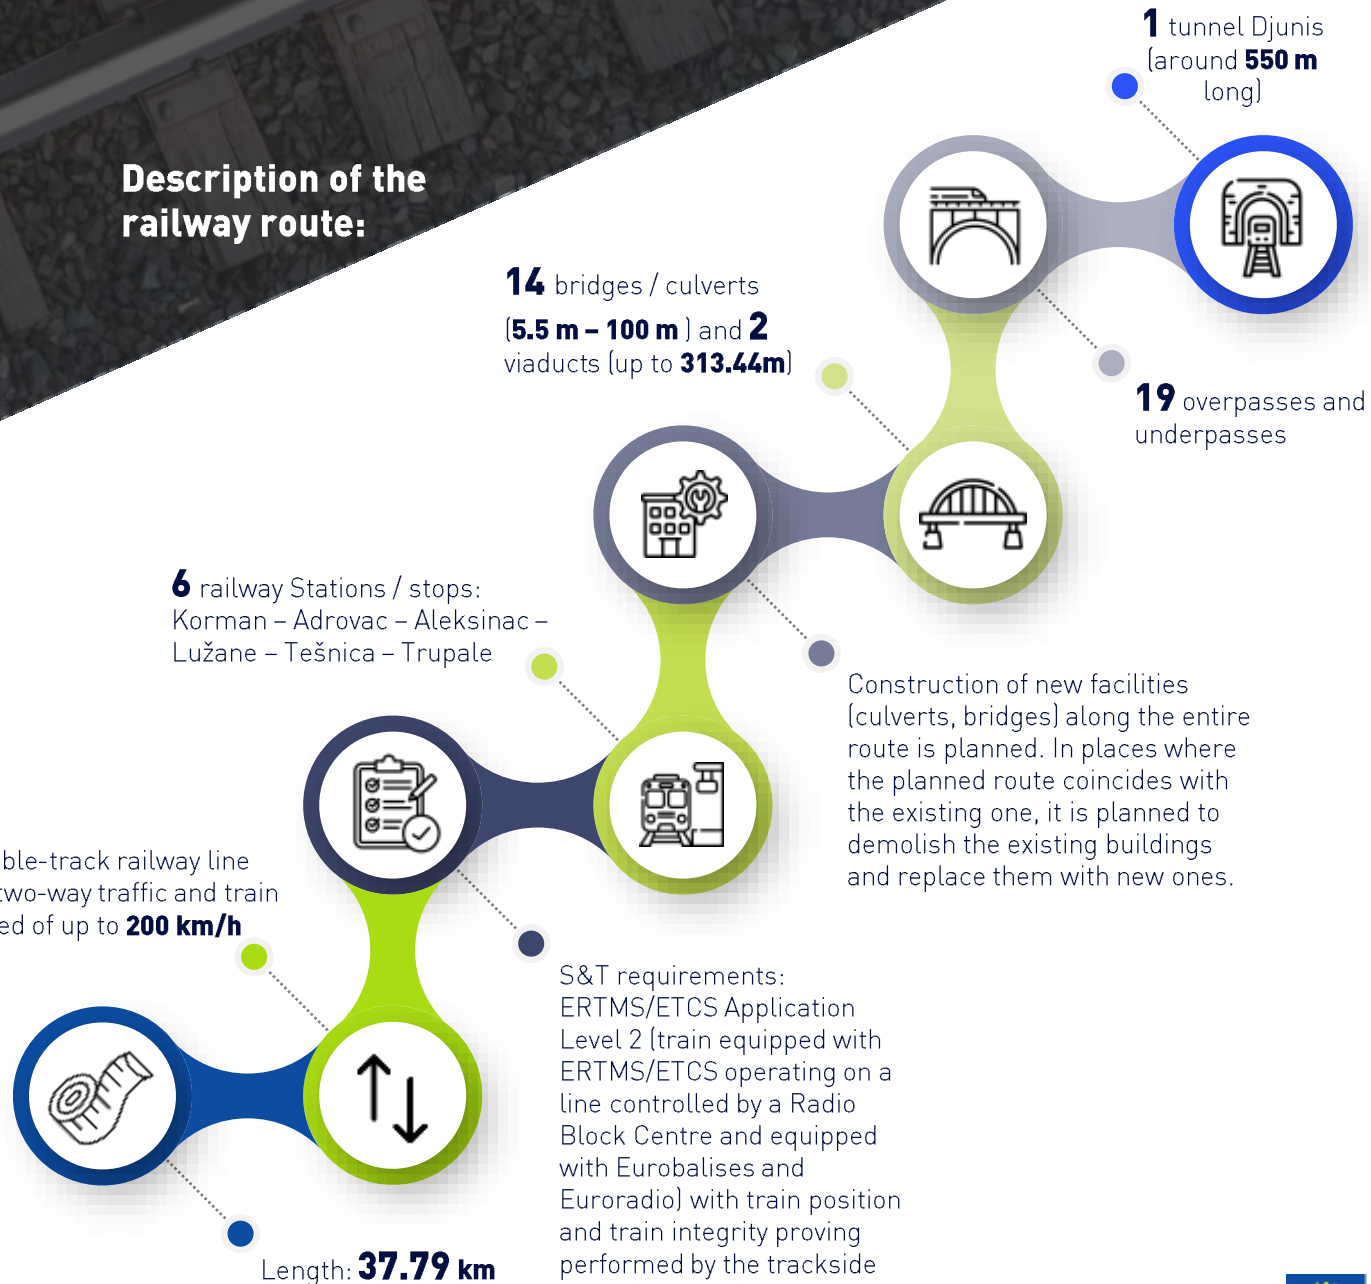 Description of the
railway route:
1 tunnel Djunis
(around 550 m
long)
14 bridges / culverts
(5.5 m – 100 m ) and 2
viaducts (up to 313.44m)
19 overpasses and
underpasses
6 railway Stations / stops:
Korman – Adrovac – Aleksinac –
Lužane – Tešnica – Trupale
Construction of new facilities
(culverts, bridges) along the entire
route is planned. In places where
the planned route coincides with
the existing one, it is planned to
demolish the existing buildings
and replace them with new ones.
ble-track railway line
two-way traffic and train
ed of up to 200 km/h
S&T requirements:
ERTMS/ETCS Application
Level 2 (train equipped with
ERTMS/ETCS operating on a
line controlled by a Radio
Block Centre and equipped
with Eurobalises and
Euroradio) with train position
and train integrity proving
performed by the trackside
Length: 37.79 km